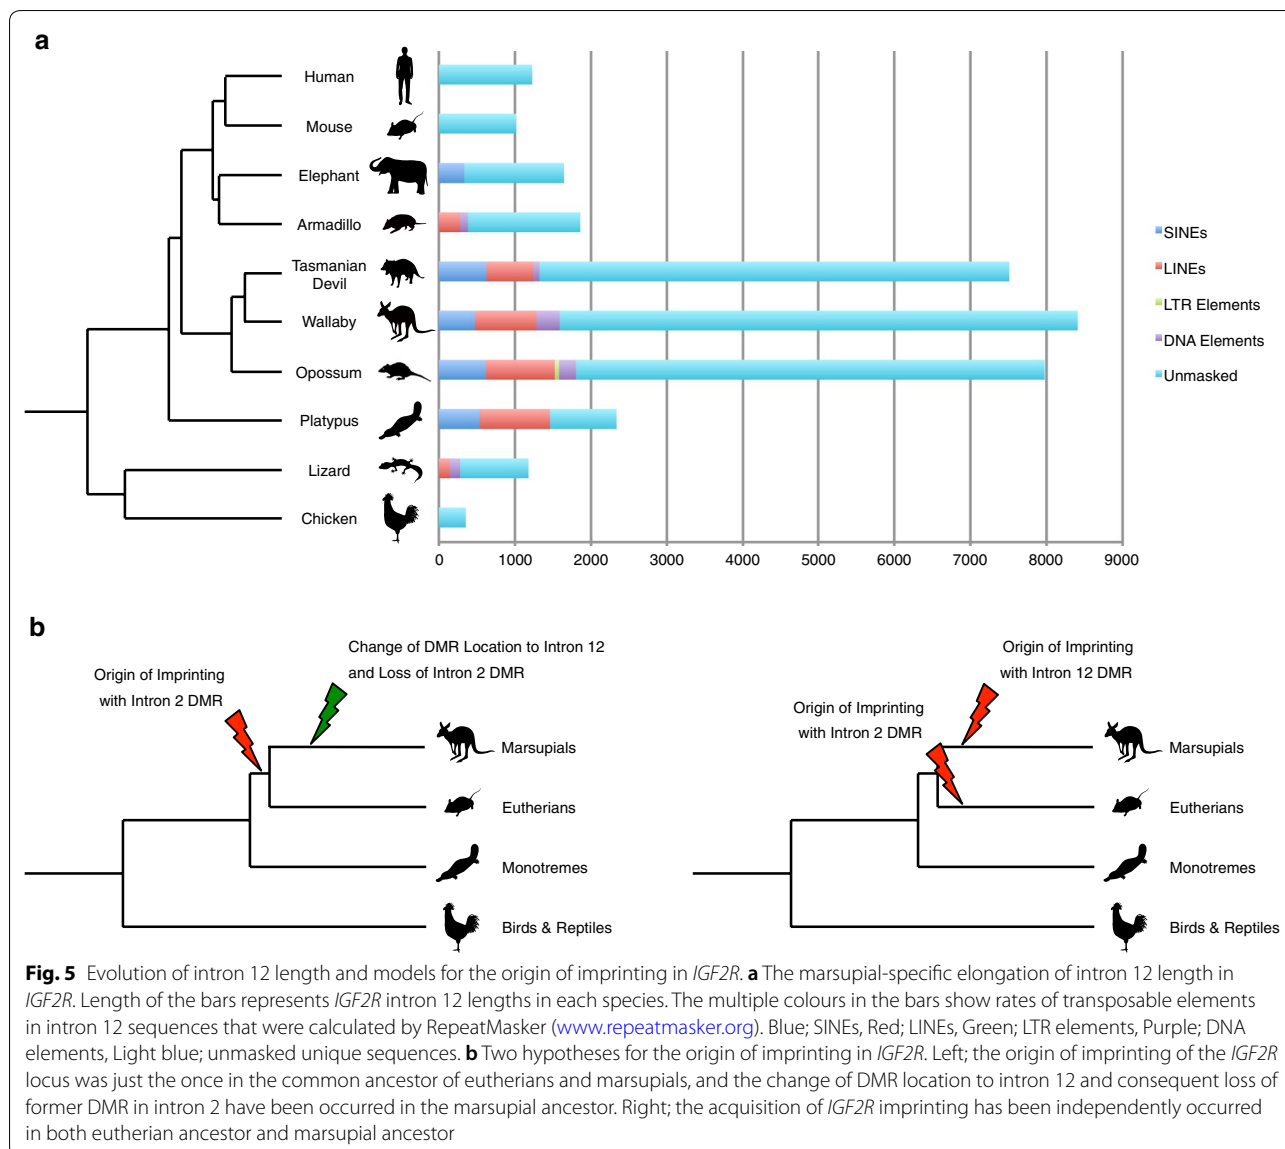 a
Human
Mouse
Elephant
Armadillo
Tasmanian
Devil
Wallaby
Opossum
Platypus
Lizard
Chicken
0 1000 2000 3000 4000 5000 6000 7000 8000 9000
SINEs
LINEs
LTR Elements
DNA Elements
Unmasked
b
Origin of Imprinting
with Intron 2 DMR
Change of DMR Location to Intron 12
and Loss of Intron 2 DMR
Marsupials
Eutherians
Monotremes
Birds & Reptiles
Origin of Imprinting
with Intron 12 DMR
Origin of Imprinting
with Intron 2 DMR
Marsupials
Eutherians
Monotremes
Birds & Reptiles
Fig. 5 Evolution of intron 12 length and models for the origin of imprinting in IGF2R. a The marsupial-specific elongation of intron 12 length in
IGF2R. Length of the bars represents IGF2R intron 12 lengths in each species. The multiple colours in the bars show rates of transposable elements
in intron 12 sequences that were calculated by RepeatMasker (www.repeatmasker.org). Blue; SINEs, Red; LINEs, Green; LTR elements, Purple; DNA
elements, Light blue; unmasked unique sequences. b Two hypotheses for the origin of imprinting in IGF2R. Left; the origin of imprinting of the IGF2R
locus was just the once in the common ancestor of eutherians and marsupials, and the change of DMR location to intron 12 and consequent loss of
former DMR in intron 2 have been occurred in the marsupial ancestor. Right; the acquisition of IGF2R imprinting has been independently occurred
in both eutherian ancestor and marsupial ancestor